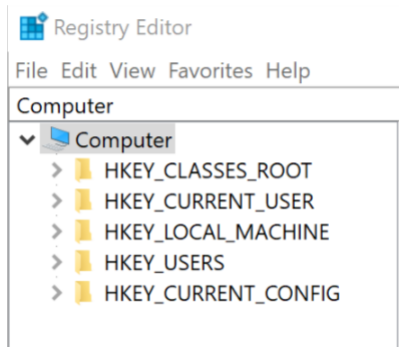 Registry Editor
File Edit View Favorites Help
Computer
Computer
HKEY_CLASSES_ROOT
HKEY_CURRENT_USER
HKEY_LOCAL_MACHINE
HKEY_USERS
HKEY_CURRENT_CONFIG